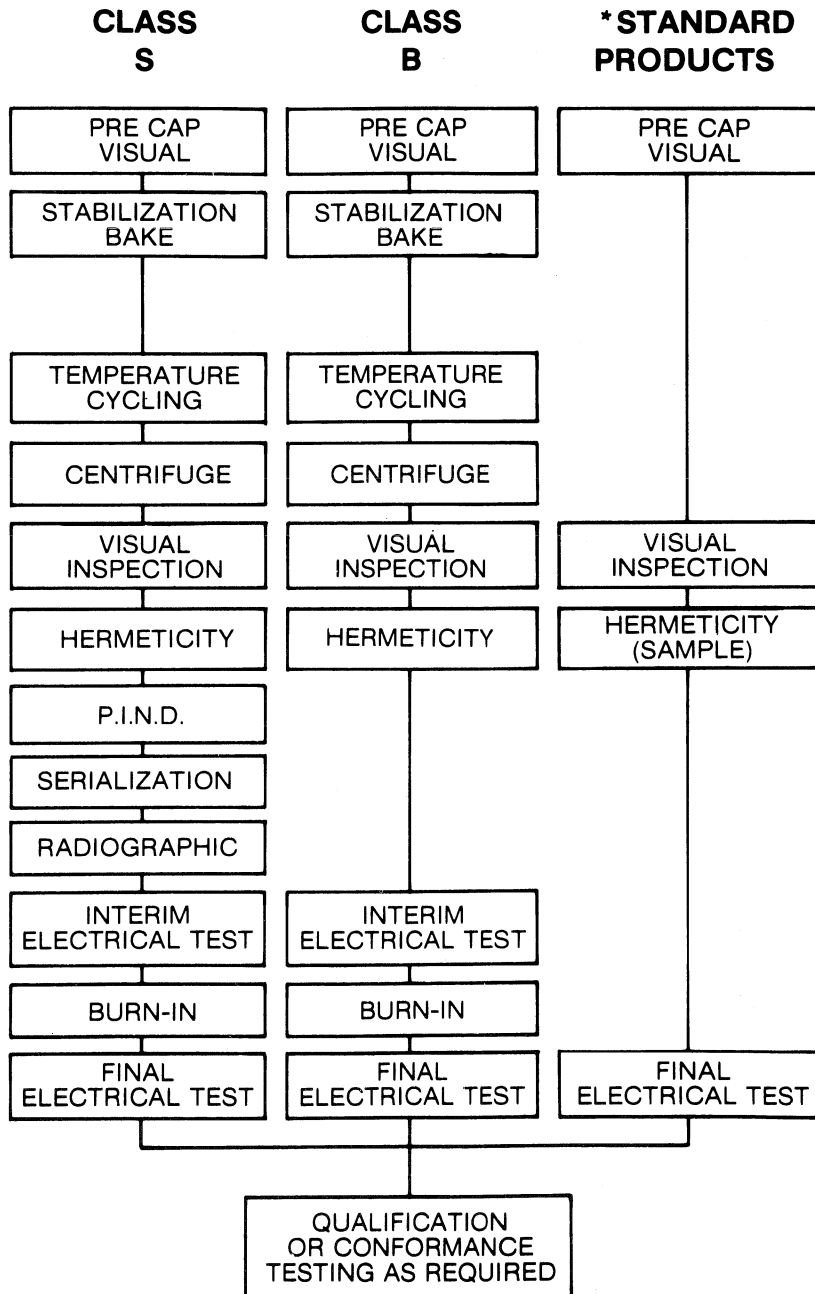 CLASS
S
CLASS
B
*STANDARD
PRODUCTS
PRE CAP
VISUAL
PRE CAP
VISUAL
PRE CAP
VISUAL
STABILIZATION
BAKE
STABILIZATION
BAKE
TEMPERATURE
CYCLING
TEMPERATURE
CYCLING
CENTRIFUGE
CENTRIFUGE
VISUAL
INSPECTION
VISUAL
INSPECTION
VISUAL
INSPECTION
HERMETICITY
HERMETICITY
HERMETICITY
(SAMPLE)
P.I.N.D.
SERIALIZATION
RADIOGRAPHIC
INTERIM
ELECTRICAL TEST
INTERIM
ELECTRICAL TEST
BURN-IN
BURN-IN
FINAL
ELECTRICAL TEST
FINAL
ELECTRICAL TEST
FINAL
ELECTRICAL TEST
QUALIFICATION
OR CONFORMANCE
TESTING AS REQUIRED